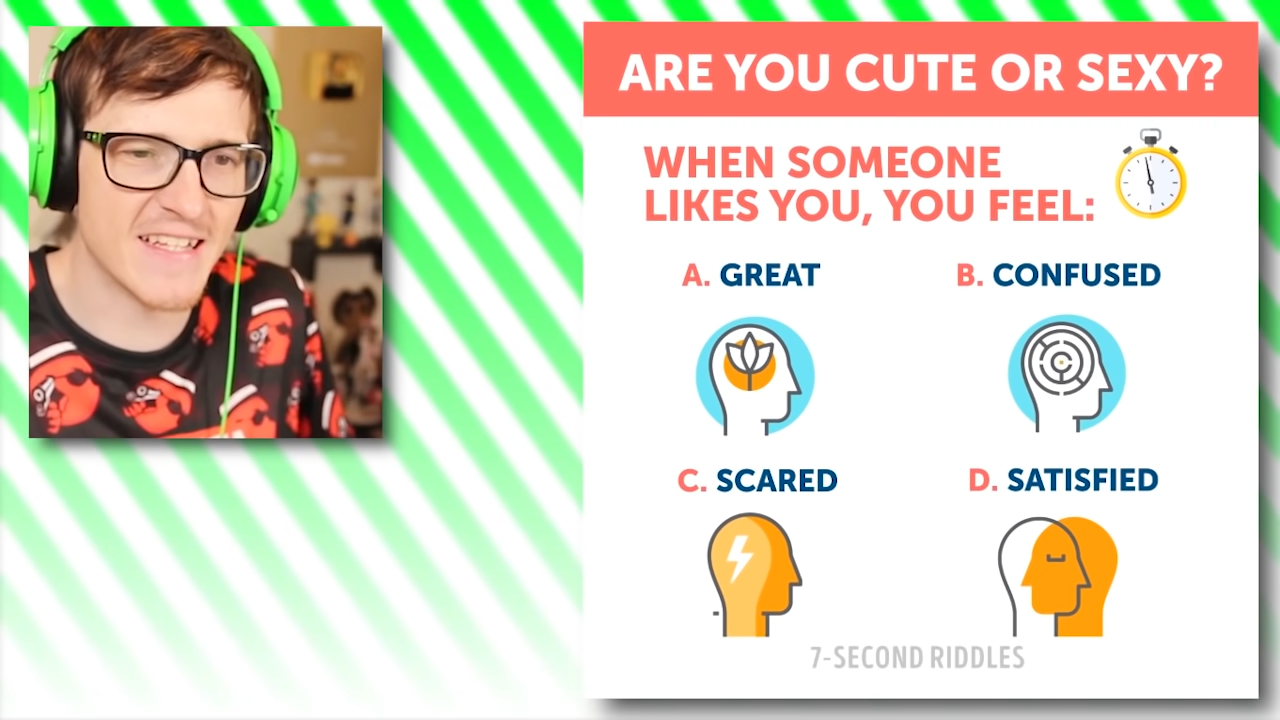 ARE YOU CUTE OR SEXY?
WHEN SOMEONE
LIKES YOU, YOU FEEL:
A. GREAT
B. CONFUSED
C. SCARED
D. SATISFIED
7-SECOND RIDDLES